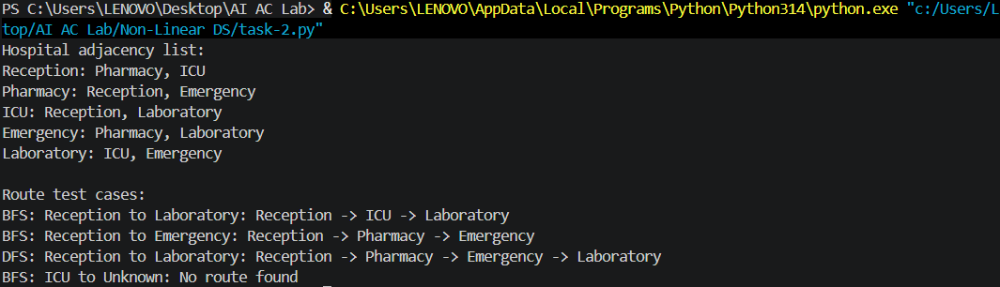 PS C:\Users\LENOVO\Desktop\AI AC Lab> & C:\Users\LENOVO\AppData\Local\Programs\Python\Python314\python.exe "c:/Users/L
top/AI AC Lab/Non-Linear DS/task-2.py"
Hospital adjacency list:
Reception: Pharmacy, ICU
Pharmacy: Reception, Emergency
ICU: Reception, Laboratory
Emergency: Pharmacy, Laboratory
Laboratory: ICU, Emergency

Route test cases:
BFS: Reception to Laboratory: Reception -> ICU -> Laboratory
BFS: Reception to Emergency: Reception -> Pharmacy -> Emergency
DFS: Reception to Laboratory: Reception -> Pharmacy -> Emergency -> Laboratory
BFS: ICU to Unknown: No route found